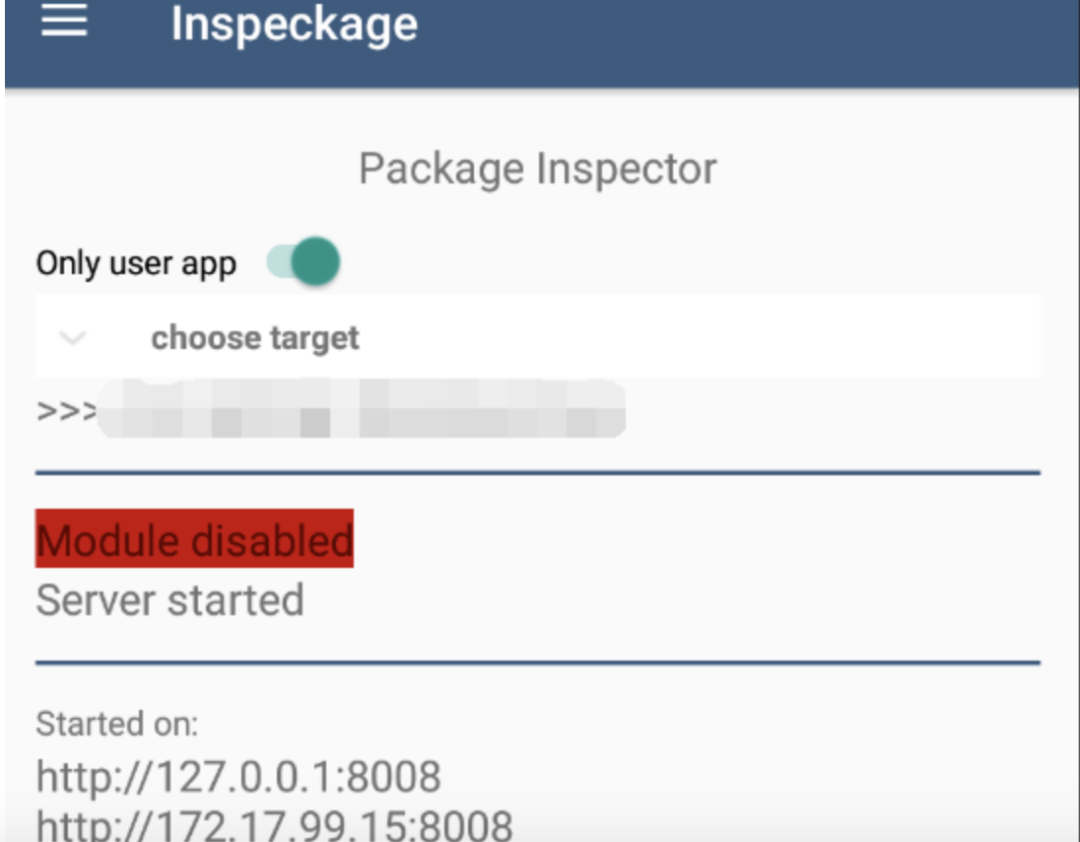 Inspeckage
Package Inspector
Only user app
choose target
>>>
Module disabled
Server started
Started on:
http://127.0.0.1:8008
http://172.17.99.15:8008